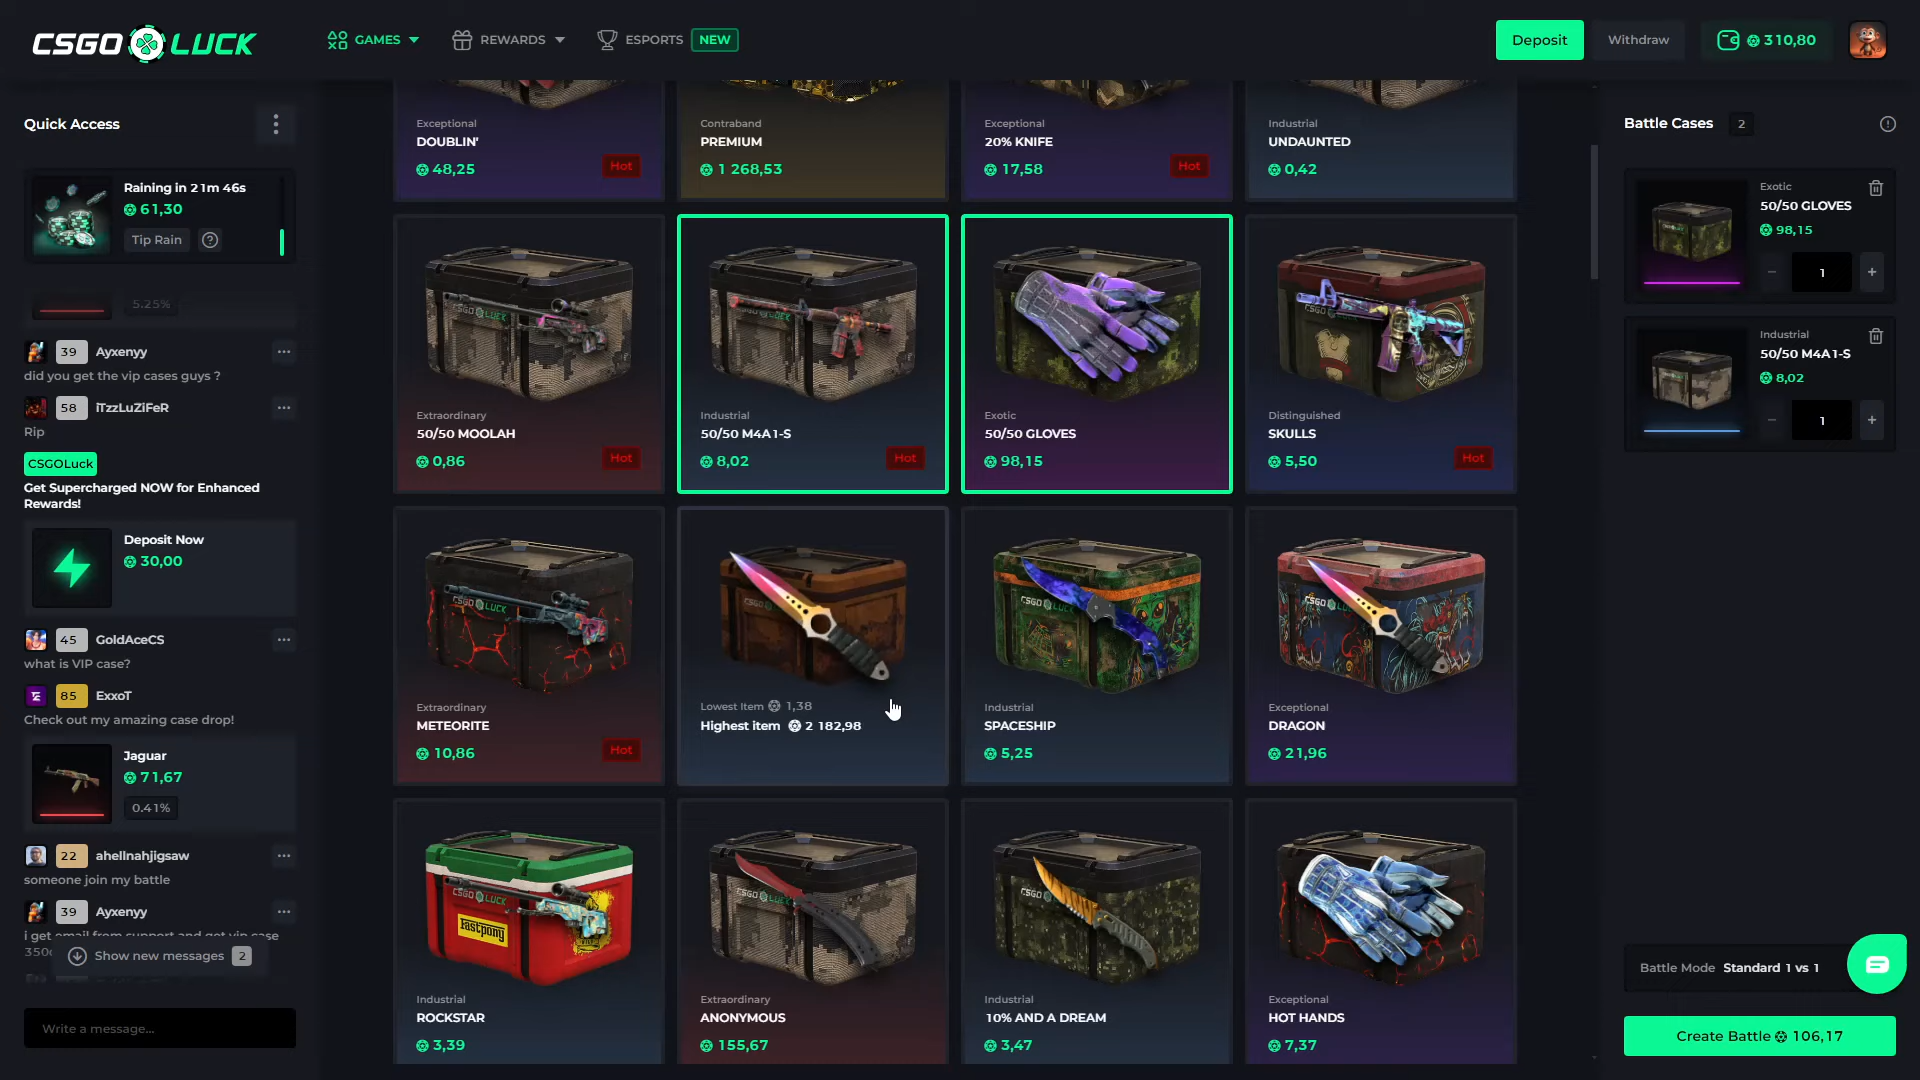 CSGO LUCK
GAMES
REWARDS
ESPORTS NEW
Deposit
Withdraw
310,80
Quick Access
Raining in 21m 46s
61,30
Tip Rain
5.25%
39 Ayxenyy
did you get the vip cases guys ?
58 iTzzLuZiFeR
Rip
CSGOLuck
Get Supercharged NOW for Enhanced
Rewards!
Deposit Now
30,00
45 GoldAceCS
what is VIP case?
85 ExxoT
Check out my amazing case drop!
Jaguar
71,67
0.41%
22 ahellnahjigsaw
someone join my battle
39 Ayxenyy
i get email from support and get vip case
Show new messages 2
Write a message...
Exceptional
DOUBLIN'
48,25
Hot
Contraband
PREMIUM
1 268,53
Exceptional
20% KNIFE
17,58
Hot
Industrial
UNDAUNTED
0,42
Extraordinary
50/50 MOOLAH
0,86
Hot
Industrial
50/50 M4A1-S
8,02
Hot
Exotic
50/50 GLOVES
98,15
Distinguished
SKULLS
5,50
Hot
Extraordinary
METEORITE
10,86
Hot
Lowest Item 1,38
Highest item 2 182,98
Industrial
SPACESHIP
5,25
Exceptional
DRAGON
21,96
Fastpony
Industrial
ROCKSTAR
3,39
Extraordinary
ANONYMOUS
155,67
Industrial
10% AND A DREAM
3,47
Exceptional
HOT HANDS
7,37
Battle Cases 2
Exotic
50/50 GLOVES
98,15
− 1 +
Industrial
50/50 M4A1-S
8,02
− 1 +
Battle Mode Standard 1 vs 1
Create Battle 106,17